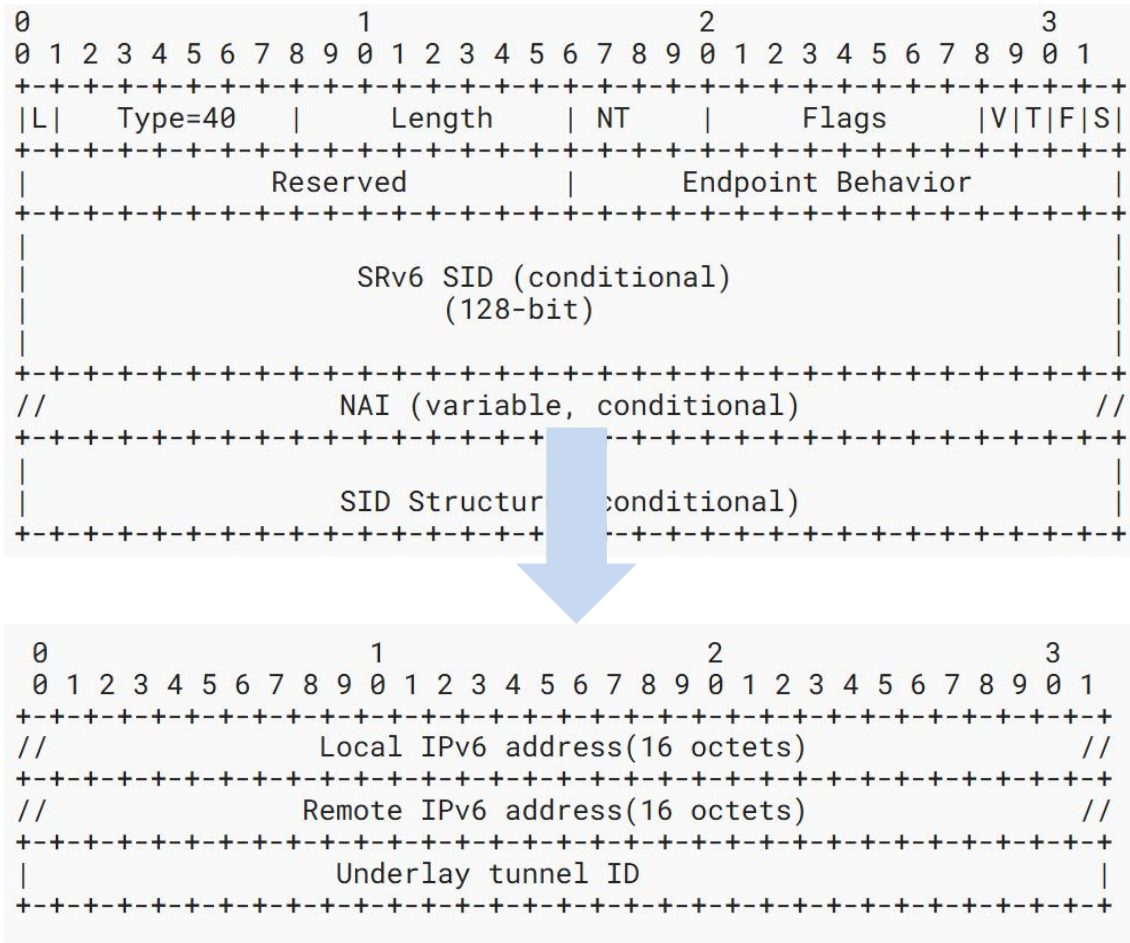 0                   1                   2                   3
0 1 2 3 4 5 6 7 8 9 0 1 2 3 4 5 6 7 8 9 0 1 2 3 4 5 6 7 8 9 0 1
+-+-+-+-+-+-+-+-+-+-+-+-+-+-+-+-+-+-+-+-+-+-+-+-+-+-+-+-+-+-+-+-+
|L|   Type=40   |     Length    | NT    |     Flags     |V|T|F|S|
+-+-+-+-+-+-+-+-+-+-+-+-+-+-+-+-+-+-+-+-+-+-+-+-+-+-+-+-+-+-+-+-+
|              Reserved         |      Endpoint Behavior        |
+-+-+-+-+-+-+-+-+-+-+-+-+-+-+-+-+-+-+-+-+-+-+-+-+-+-+-+-+-+-+-+-+
|                                                               |
|                   SRv6 SID (conditional)                      |
|                        (128-bit)                              |
|                                                               |
+-+-+-+-+-+-+-+-+-+-+-+-+-+-+-+-+-+-+-+-+-+-+-+-+-+-+-+-+-+-+-+-+
//                 NAI (variable, conditional)                 //
+-+-+-+-+-+-+-+-+-+-+-+-+-+-+-+- -+-+-+-+-+-+-+-+-+-+-+-+-+-+-+
|                                                               |
|                  SID Structur    conditional)                  |
+-+-+-+-+-+-+-+-+-+-+-+-+-+-+-+- -+-+-+-+-+-+-+-+-+-+-+-+-+-+-+
0                   1                   2                   3
0 1 2 3 4 5 6 7 8 9 0 1 2 3 4 5 6 7 8 9 0 1 2 3 4 5 6 7 8 9 0 1
+-+-+-+-+-+-+-+-+-+-+-+-+-+-+-+-+-+-+-+-+-+-+-+-+-+-+-+-+-+-+-+-+
//                Local IPv6 address(16 octets)                //
+-+-+-+-+-+-+-+-+-+-+-+-+-+-+-+-+-+-+-+-+-+-+-+-+-+-+-+-+-+-+-+-+
//               Remote IPv6 address(16 octets)                //
+-+-+-+-+-+-+-+-+-+-+-+-+-+-+-+-+-+-+-+-+-+-+-+-+-+-+-+-+-+-+-+-+
|                  Underlay tunnel ID                           |
+-+-+-+-+-+-+-+-+-+-+-+-+-+-+-+-+-+-+-+-+-+-+-+-+-+-+-+-+-+-+-+-+